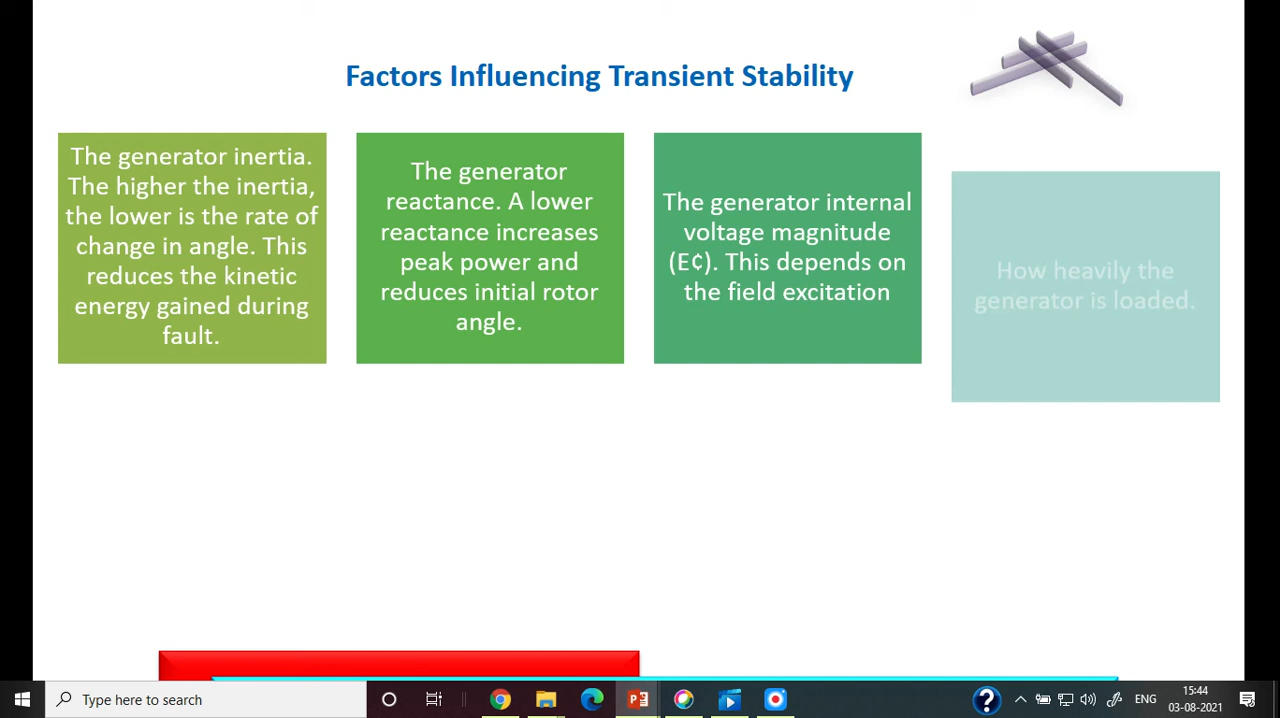 Factors Influencing Transient Stability
The generator inertia.
The higher the inertia,
the lower is the rate of
change in angle. This
reduces the kinetic
energy gained during
fault.
The generator
reactance. A lower
reactance increases
peak power and
reduces initial rotor
angle.
The generator internal
voltage magnitude
(E¢). This depends on
the field excitation
How heavily the
generator is loaded.
Type here to search
ENG
15:44
03-08-2021